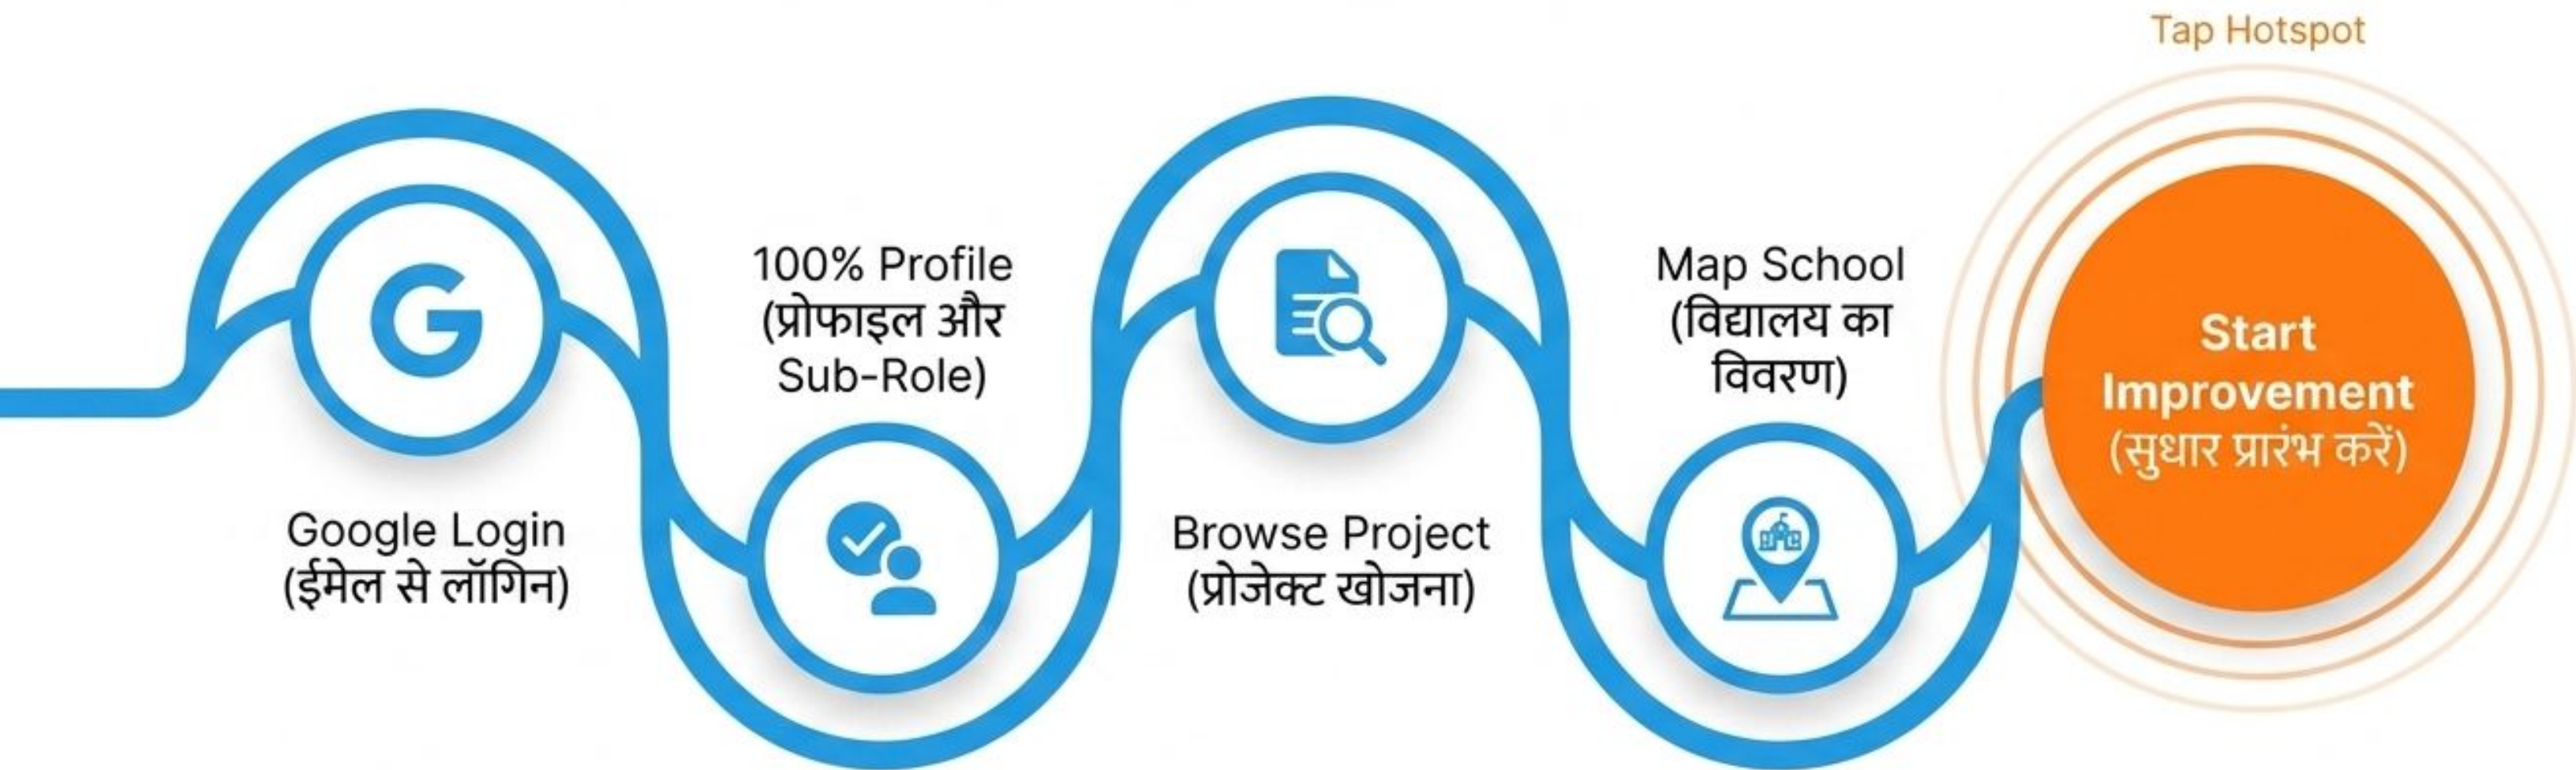 Tap Hotspot
Google Login
(ईमेल से लॉगिन)
100% Profile
(प्रोफाइल और
Sub-Role)
Browse Project
(प्रोजेक्ट खोजना)
Map School
(विद्यालय का
विवरण)
Start
Improvement
(सुधार प्रारंभ करें)